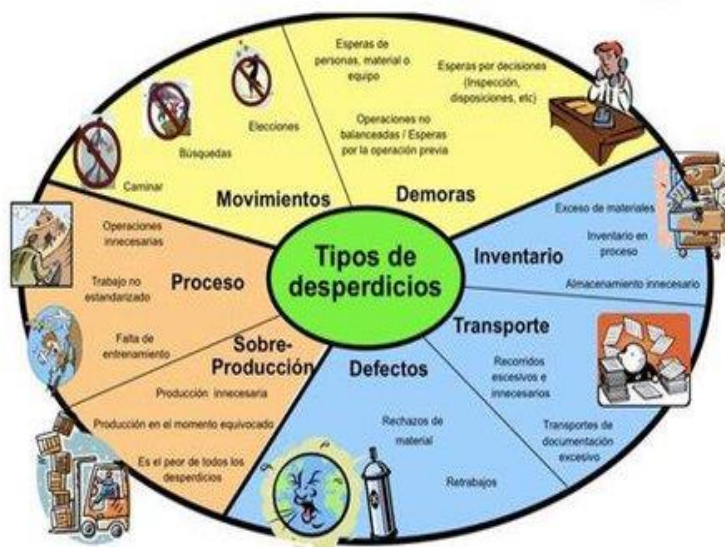 Tipos de
desperdicios
Movimientos
Caminar
Búsquedas
Elecciones
Demoras
Esperas de
personas, material o
equipo
Esperas por decisiones
(Inspección,
disposiciones, etc)
Operaciones no
balanceadas / Esperas
por la operación previa
Inventario
Exceso de materiales
Inventario en
proceso
Almacenamiento innecesario
Transporte
Recorridos
excesivos e
innecesarios
Transportes de
documentación
excesivo
Defectos
Rechazos de
material
Retrabajos
Sobre-
Producción
Producción innecesaria
Producción en el momento equivocado
Es el peor de todos los
desperdicios
Proceso
Operaciones
innecesarias
Trabajo no
estandarizado
Falta de
entrenamiento